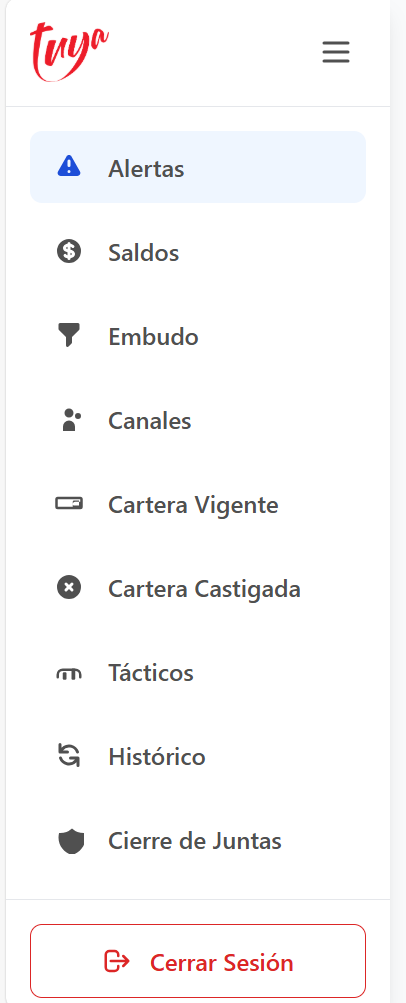 tuya
Alertas
Saldos
Embudo
Canales
Cartera Vigente
Cartera Castigada
Tácticos
Histórico
Cierre de Juntas
Cerrar Sesión